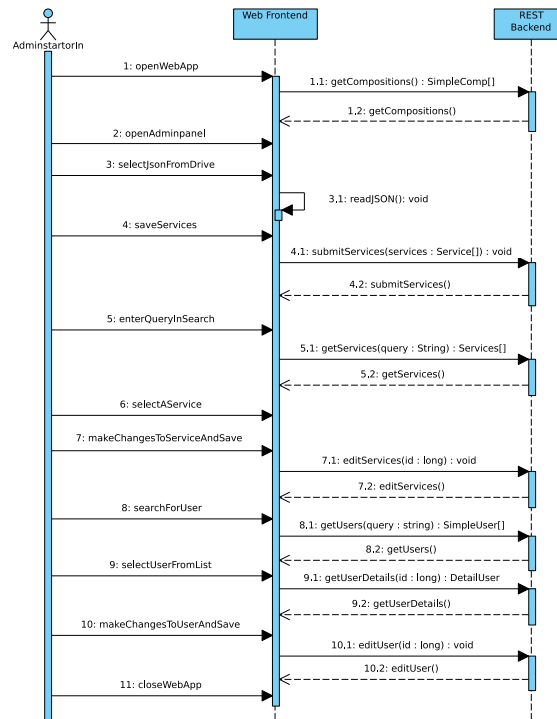 AdminstartorIn
Web Frontend
REST
Backend
1: openWebApp
1.1: getCompositions() : SimpleComp[]
1.2: getCompositions()
2: openAdminpanel
3: selectJsonFromDrive
3.1: readJSON(): void
4: saveServices
4.1: submitServices(services : Service[]) : void
4.2: submitServices()
5: enterQueryInSearch
5.1: getServices(query : String) : Services[]
5.2: getServices()
6: selectAService
7: makeChangesToServiceAndSave
7.1: editServices(id : long) : void
7.2: editServices()
8: searchForUser
8.1: getUsers(query : string) : SimpleUser[]
8.2: getUsers()
9: selectUserFromList
9.1: getUserDetails(id : long) : DetailUser
9.2: getUserDetails()
10: makeChangesToUserAndSave
10.1: editUser(id : long) : void
10.2: editUser()
11: closeWebApp